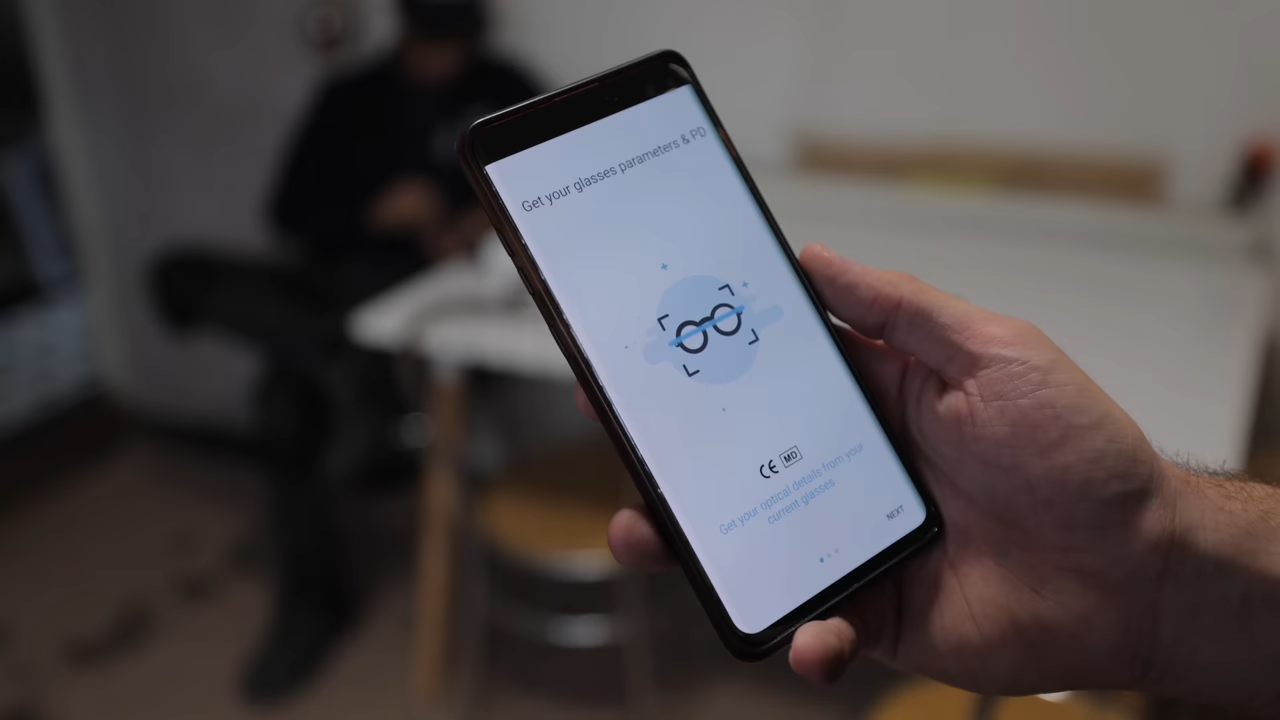 Get your glasses parameters & PD
CE MD
Get your optical details from your
current glasses
NEXT